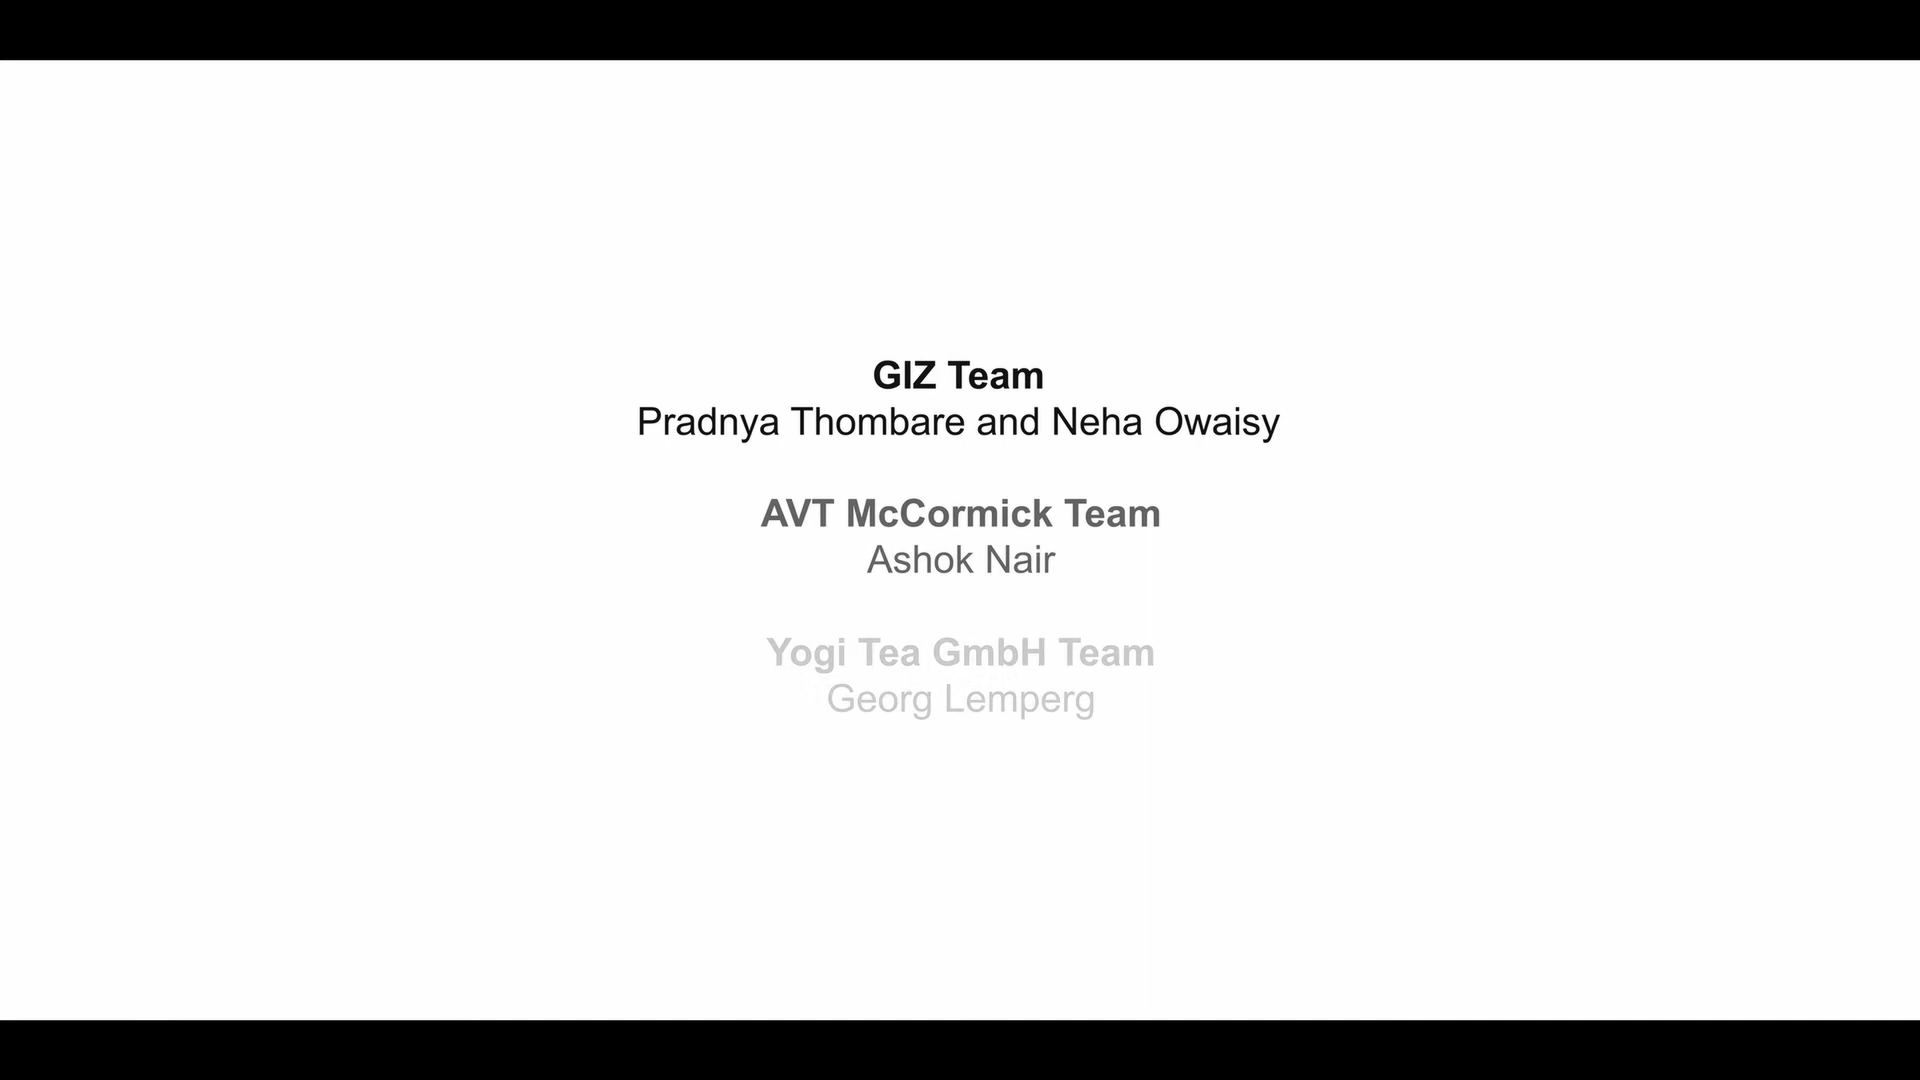 GIZ Team
Pradnya Thombare and Neha Owaisy
AVT McCormick Team
Ashok Nair
Yogi Tea GmbH Team
Georg Lemperg